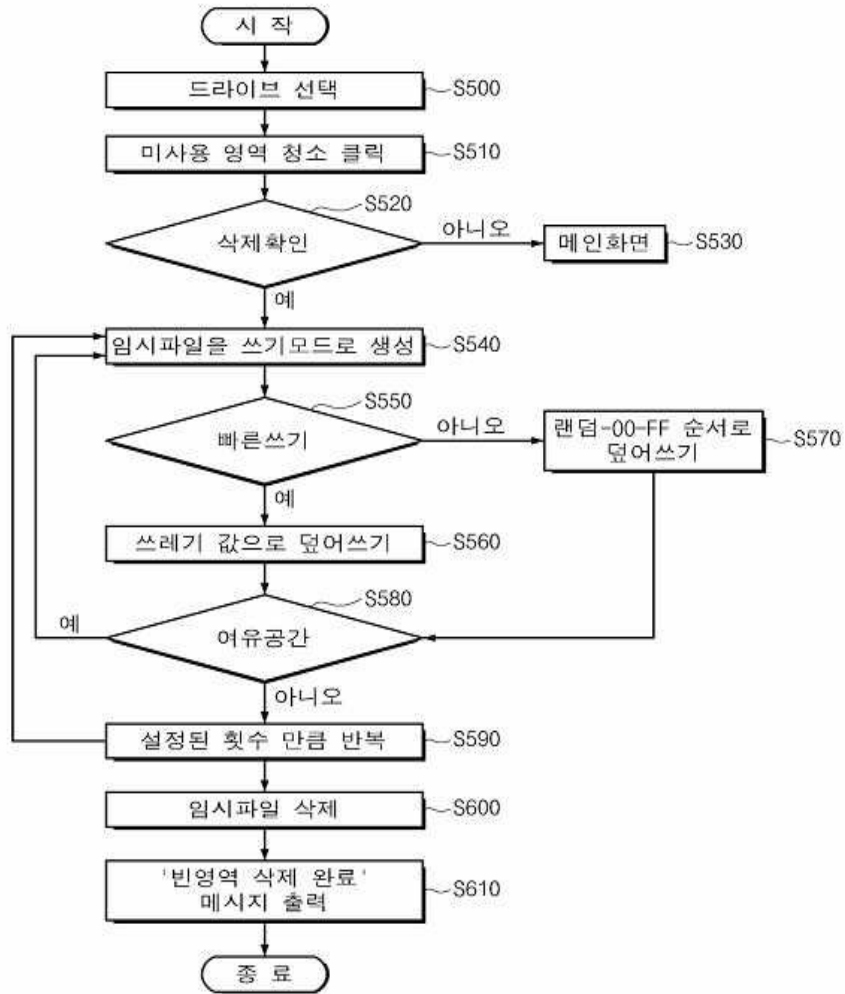 시 작
드라이브 선택
S500
미사용 영역 청소 클릭
S510
S520
삭제확인
아니오
메인화면
S530
예
임시파일을 쓰기모드로 생성
S540
S550
빠른쓰기
아니오
랜덤-00-FF 순서로
덮어쓰기
S570
예
쓰레기 값으로 덮어쓰기
S560
S580
예
여유공간
아니오
설정된 횟수 만큼 반복
S590
임시파일 삭제
S600
'빈영역 삭제 완료'
메시지 출력
S610
종 료